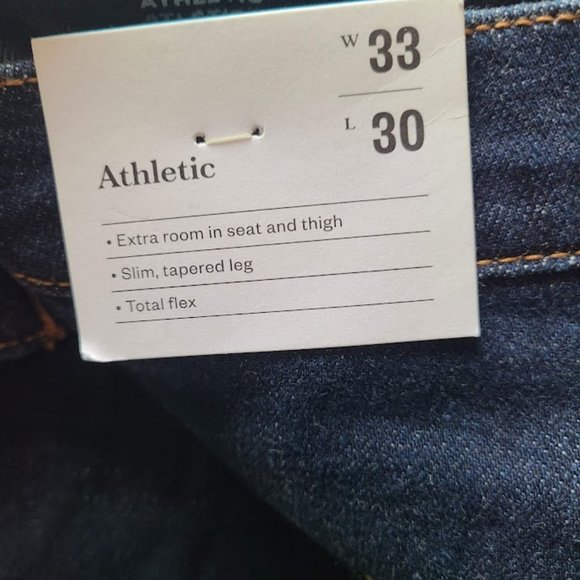 W 33
L 30
Athletic
• Extra room in seat and thigh
• Slim, tapered leg
• Total flex